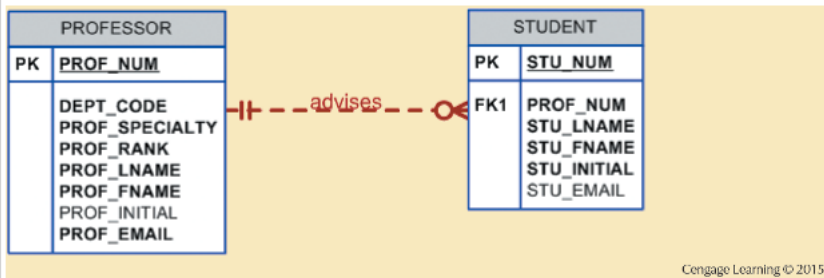 PROFESSOR
PK PROF_NUM
DEPT_CODE
PROF_SPECIALTY
PROF_RANK
PROF_LNAME
PROF_FNAME
PROF_INITIAL
PROF_EMAIL
advises
STUDENT
PK STU_NUM
FK1 PROF_NUM
STU_LNAME
STU_FNAME
STU_INITIAL
STU_EMAIL
Cengage Learning © 2015